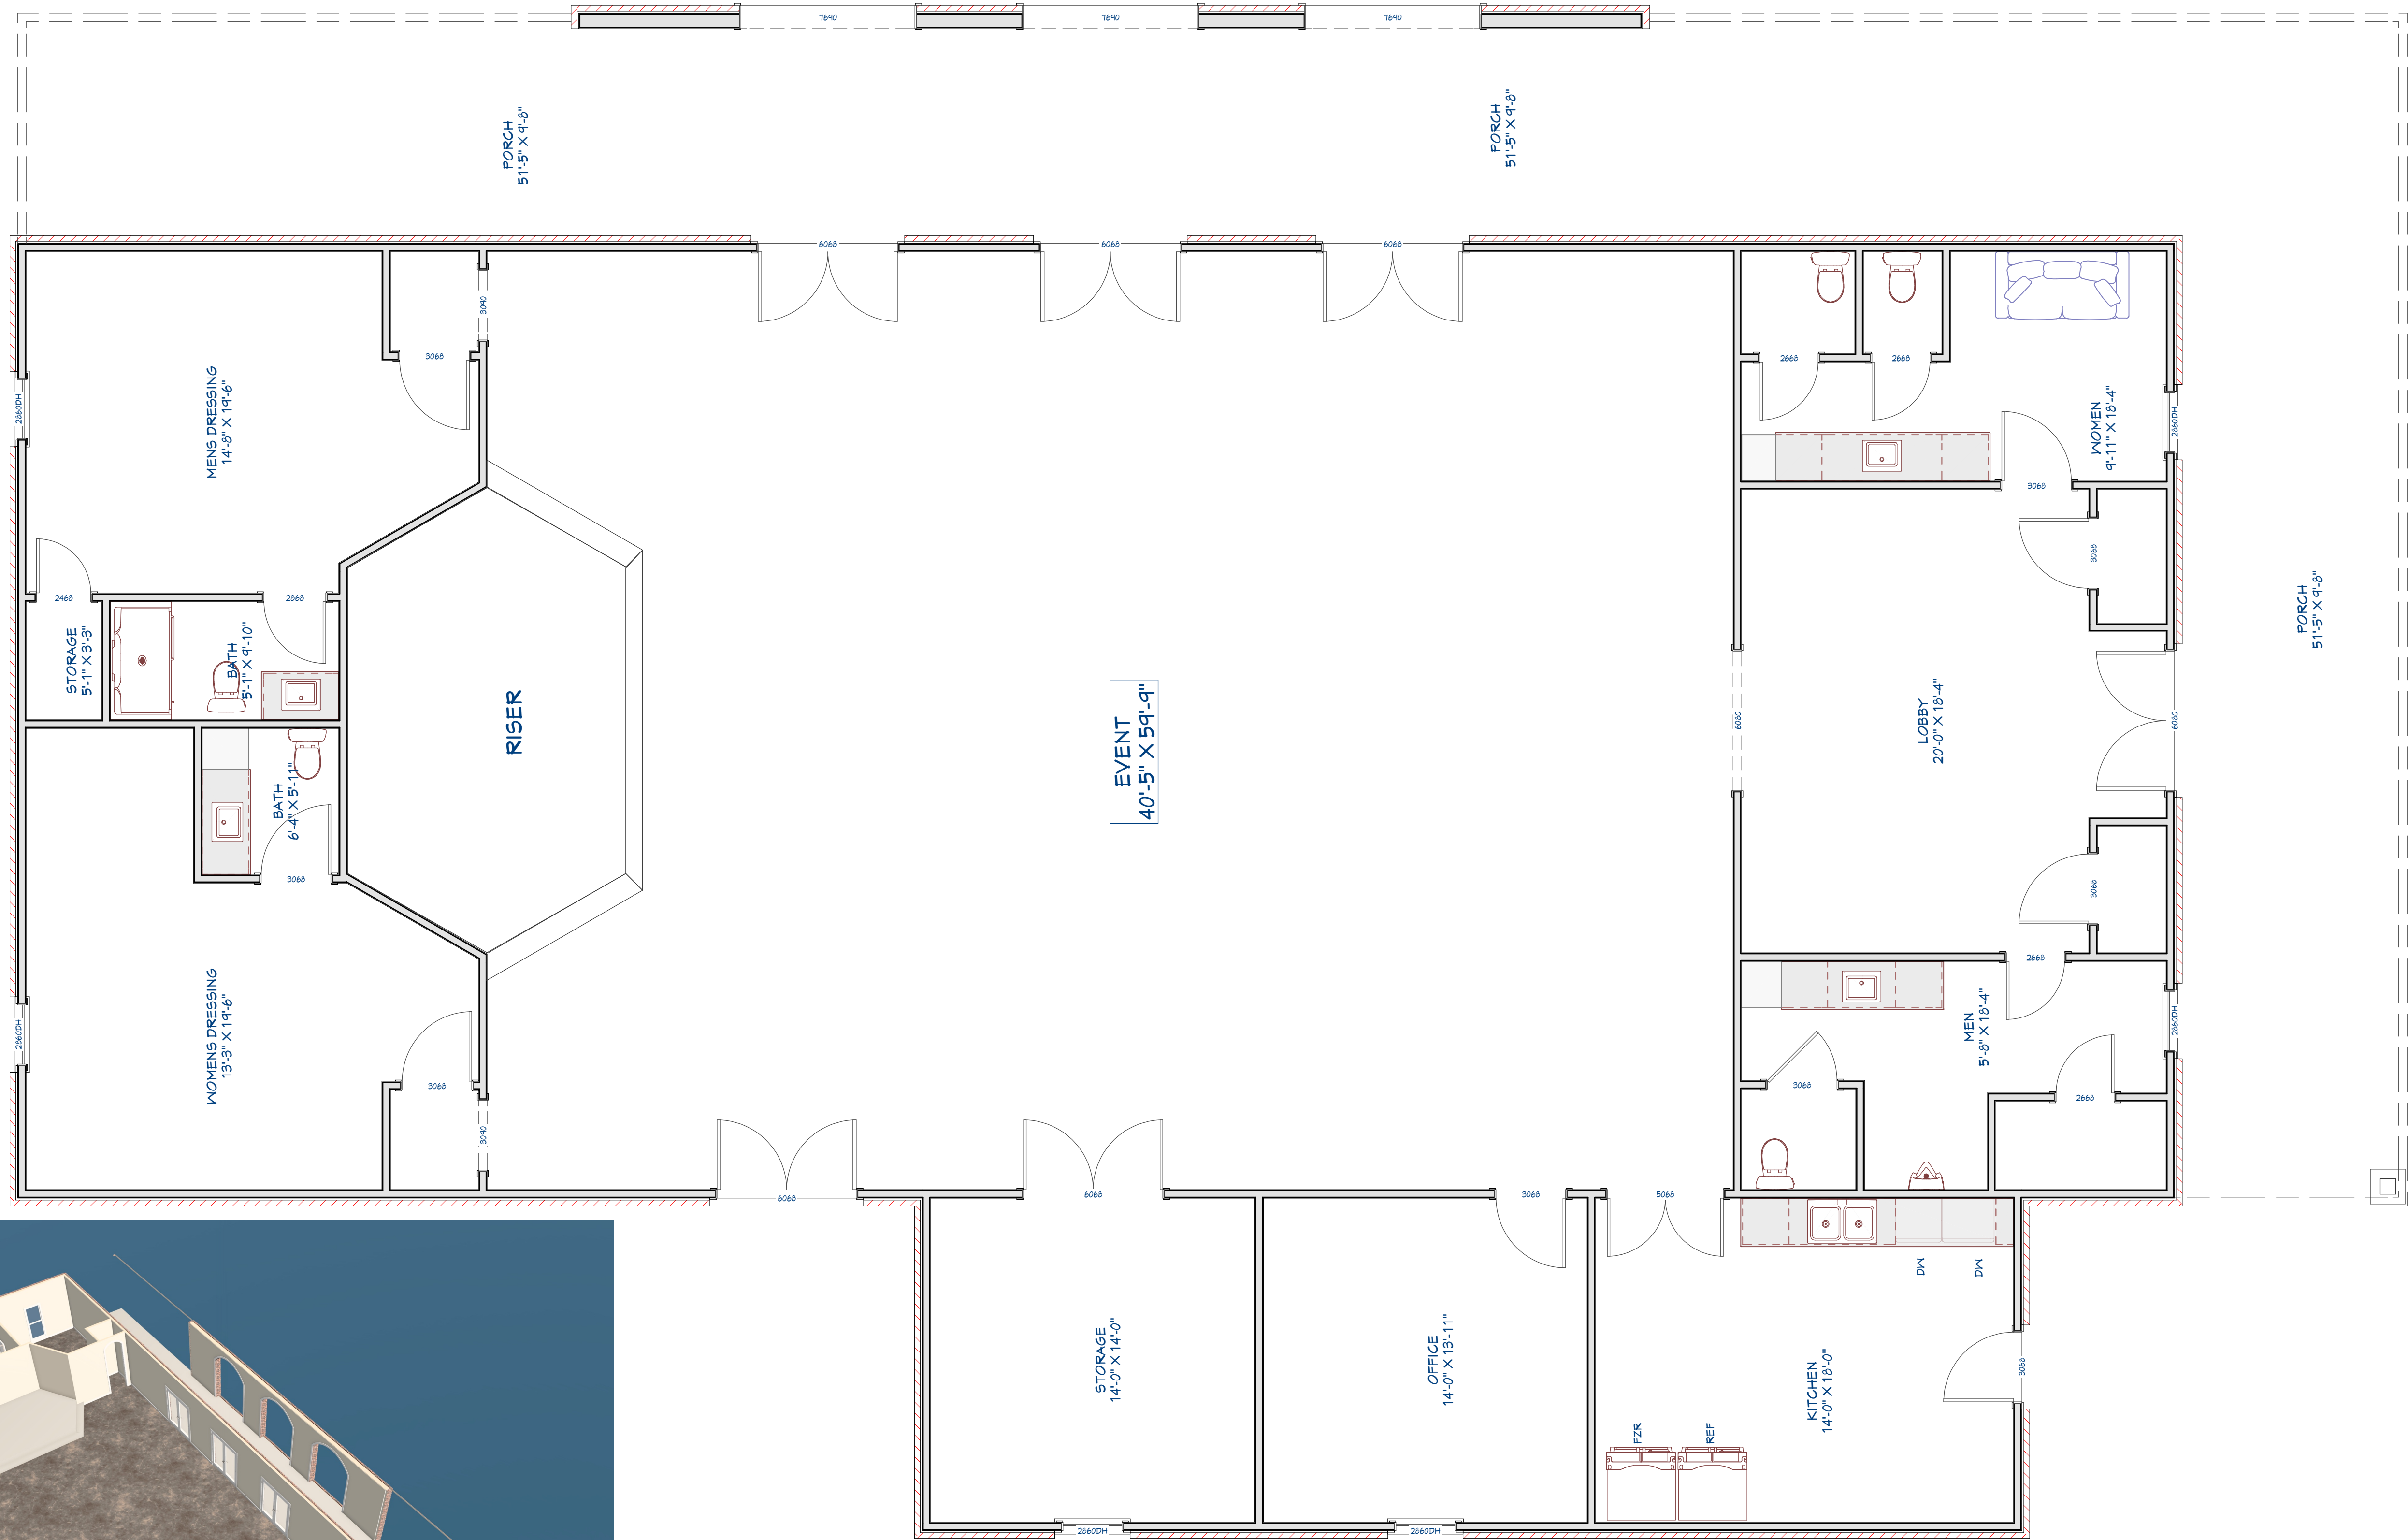 7690
7690
7690
PORCH
51'-5" X 9'-8"
PORCH
51'-5" X 9'-8"
6068
6068
6068
3090
3068
2668
2668
MENS DRESSING
14'-8" X 19'-6"
2860DH
WOMEN
9'-11" X 18'-4"
2860DH
3068
3068
2468
2868
STORAGE
5'-1" X 3'-3"
BATH
5'-1" X 9'-10"
PORCH
51'-5" X 9'-8"
RISER
EVENT
40'-5" X 59'-9"
6080
LOBBY
20'-0" X 18'-4"
6080
BATH
6'-4" X 5'-11"
3068
3068
2668
WOMENS DRESSING
13'-3" X 19'-6"
2860DH
MEN
5'-8" X 18'-4"
2860DH
3068
3068
2668
3090
6068
6068
3068
5068
DW
DW
STORAGE
14'-0" X 14'-0"
OFFICE
14'-0" X 13'-11"
KITCHEN
14'-0" X 18'-0"
3068
FZR
REF
2860DH
2860DH